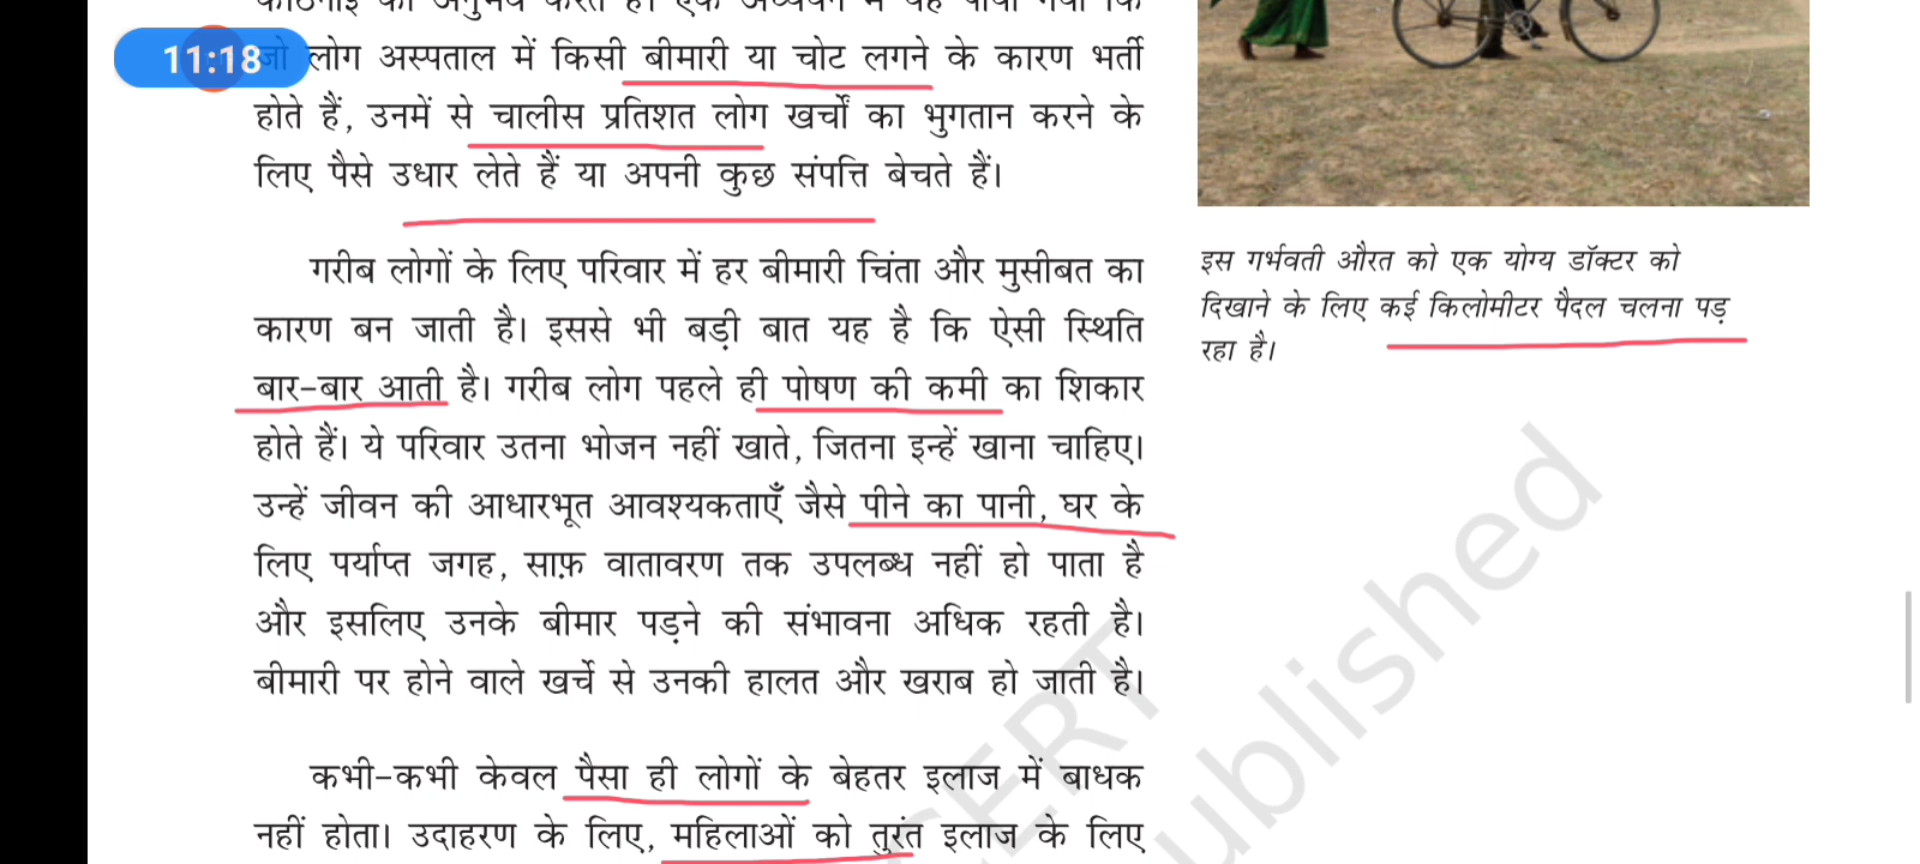 11:18
लोग अस्पताल में किसी बीमारी या चोट लगने के कारण भर्ती
होते हैं, उनमें से चालीस प्रतिशत लोग खर्चों का भुगतान करने के
लिए पैसे उधार लेते हैं या अपनी कुछ संपत्ति बेचते हैं।
गरीब लोगों के लिए परिवार में हर बीमारी चिंता और मुसीबत का
कारण बन जाती है। इससे भी बड़ी बात यह है कि ऐसी स्थिति
बार-बार आती है। गरीब लोग पहले ही पोषण की कमी का शिकार
होते हैं। ये परिवार उतना भोजन नहीं खाते, जितना इन्हें खाना चाहिए।
उन्हें जीवन की आधारभूत आवश्यकताएँ जैसे पीने का पानी, घर के
लिए पर्याप्त जगह, साफ़ वातावरण तक उपलब्ध नहीं हो पाता है
और इसलिए उनके बीमार पड़ने की संभावना अधिक रहती है।
बीमारी पर होने वाले खर्चे से उनकी हालत और खराब हो जाती है।
कभी-कभी केवल पैसा ही लोगों के बेहतर इलाज में बाधक
नहीं होता। उदाहरण के लिए, महिलाओं को तुरंत इलाज के लिए
इस गर्भवती औरत को एक योग्य डॉक्टर को
दिखाने के लिए कई किलोमीटर पैदल चलना पड़
रहा है।
CERT
ublished